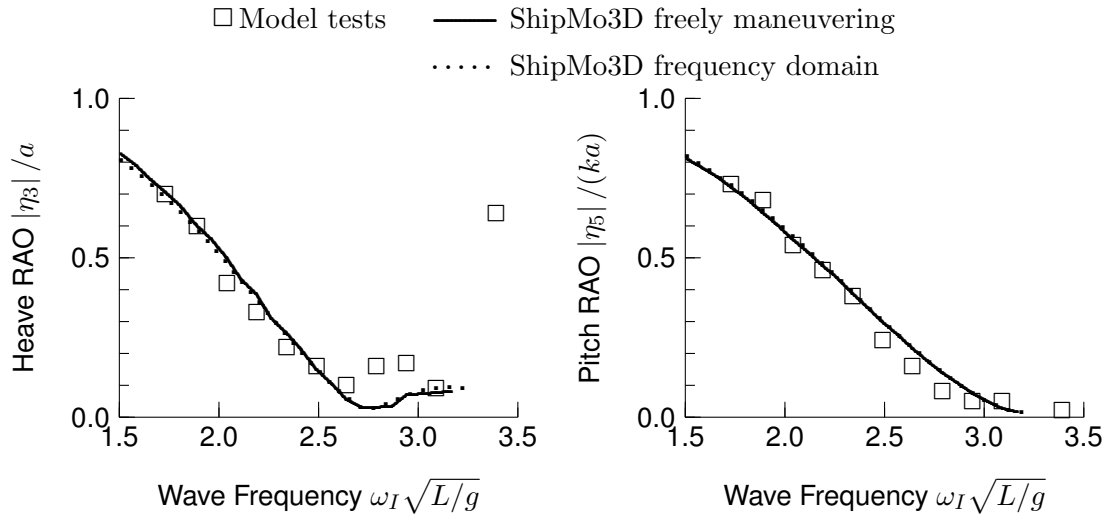 Model tests
ShipMo3D freely maneuvering
ShipMo3D frequency domain
1.0
0.5
0.0
1.5 2.0 2.5 3.0 3.5
Heave RAO |η₃|/a
Wave Frequency ω_I√(L/g)
1.0
0.5
0.0
1.5 2.0 2.5 3.0 3.5
Pitch RAO |η₅|/(ka)
Wave Frequency ω_I√(L/g)